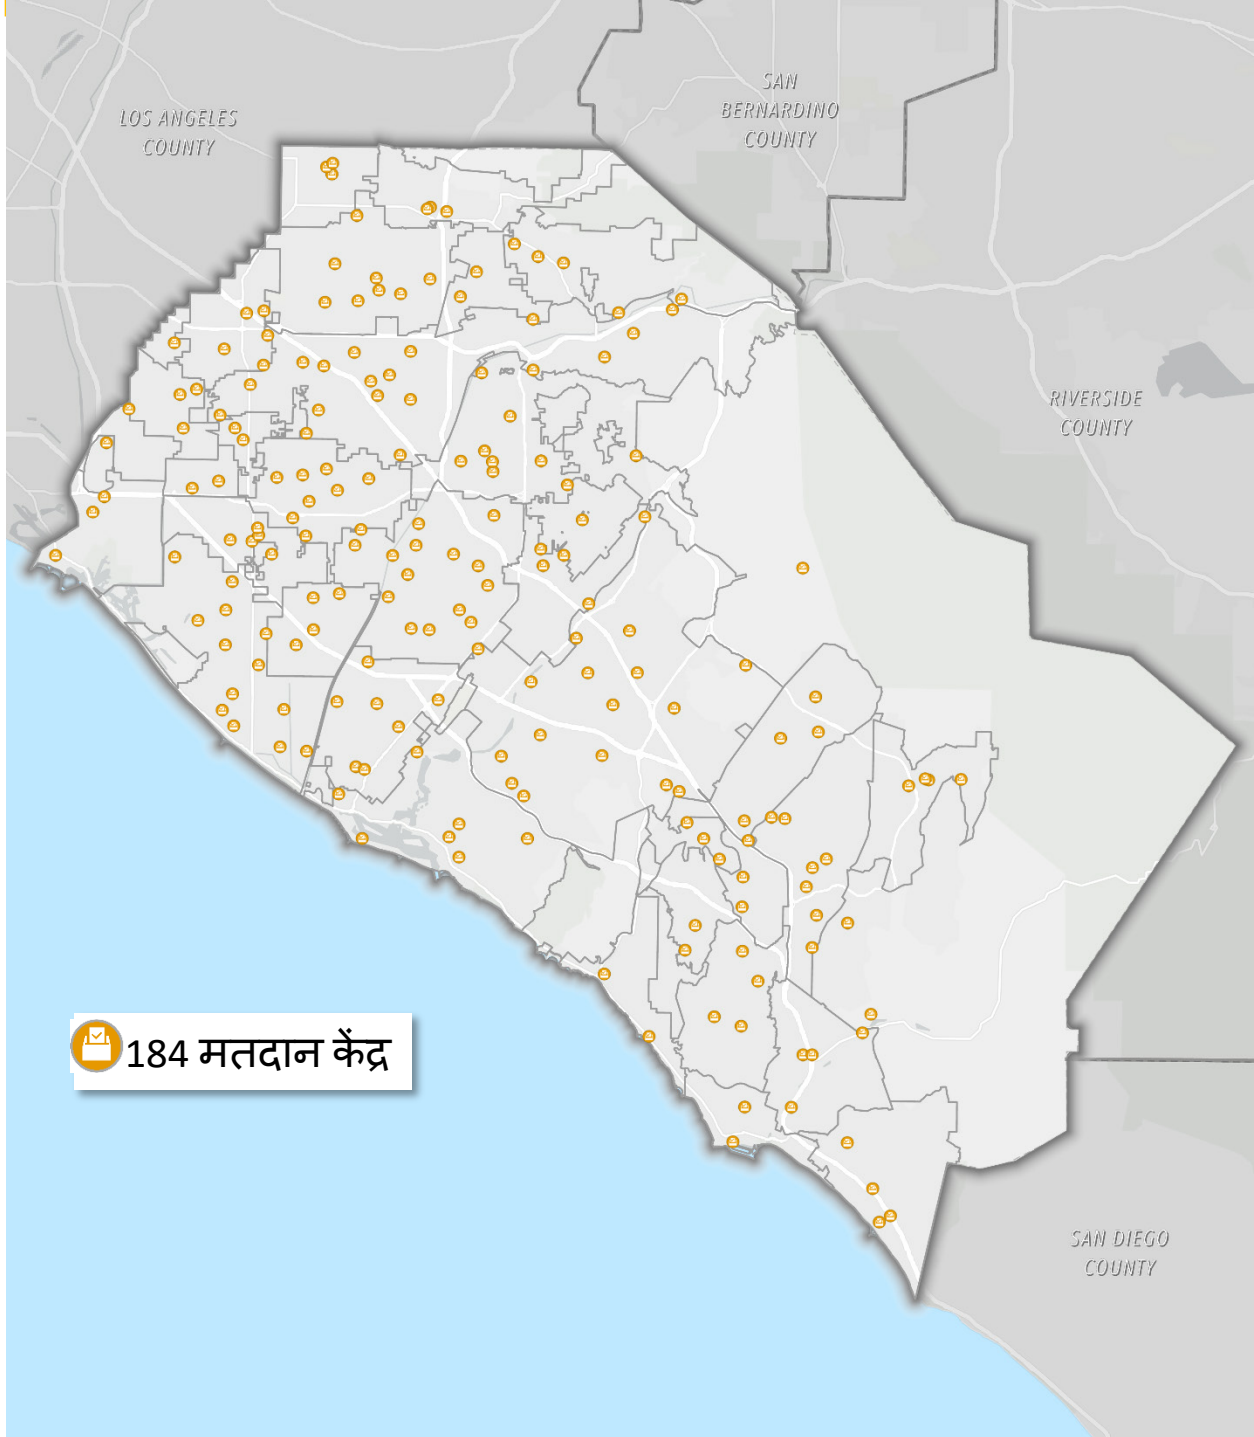 SAN
BERNARDINO
COUNTY
LOS ANGELES
COUNTY
RIVERSIDE
COUNTY
184 मतदान केंद्र
SAN DIEGO
COUNTY